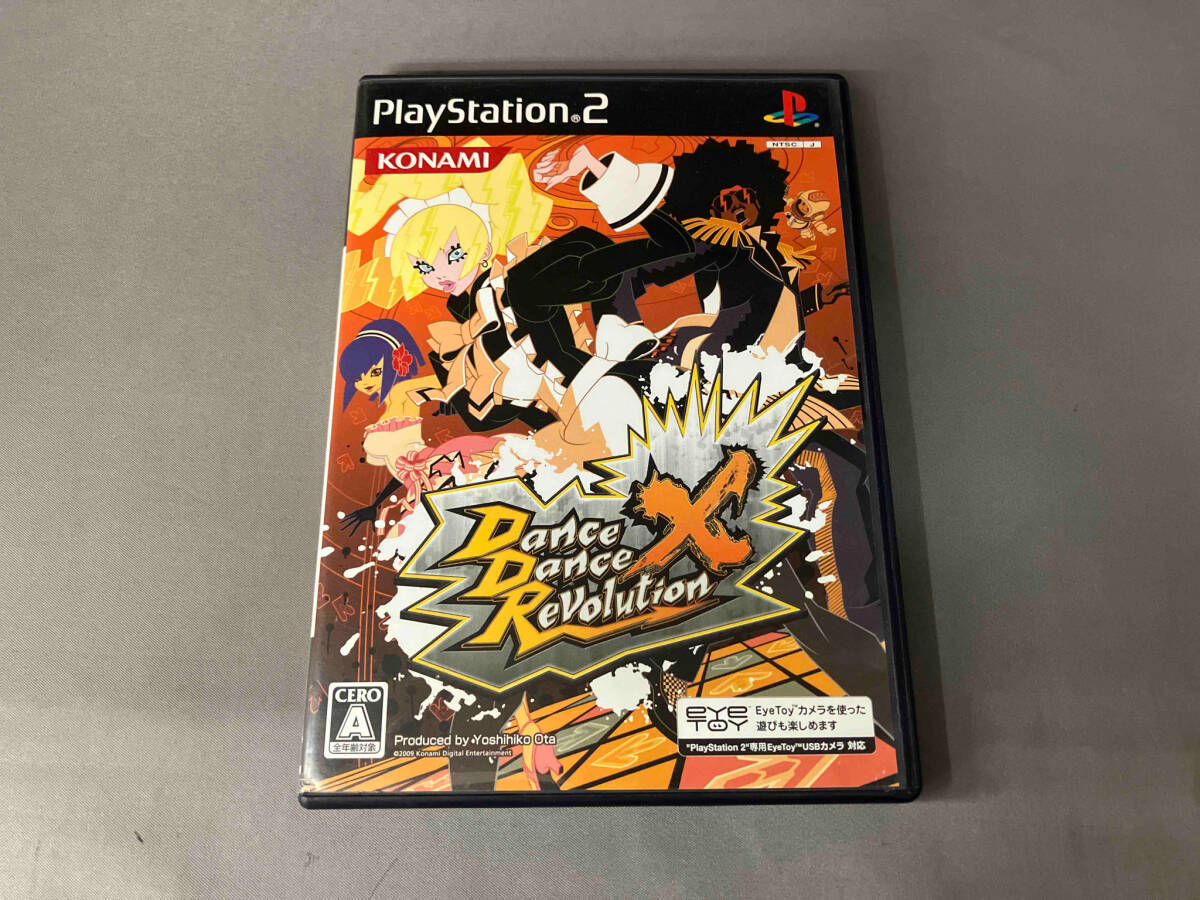 PlayStation®2
NTSC J
KONAMI
Dance
Dance X
Revolution
CERO
A
全年齢対象
Produced by Yoshihiko Ota
©2009 Konami Digital Entertainment
EYE
TOY™
EyeToy™カメラを使った
遊びも楽しめます
"PlayStation 2"専用EyeToy™USBカメラ 対応